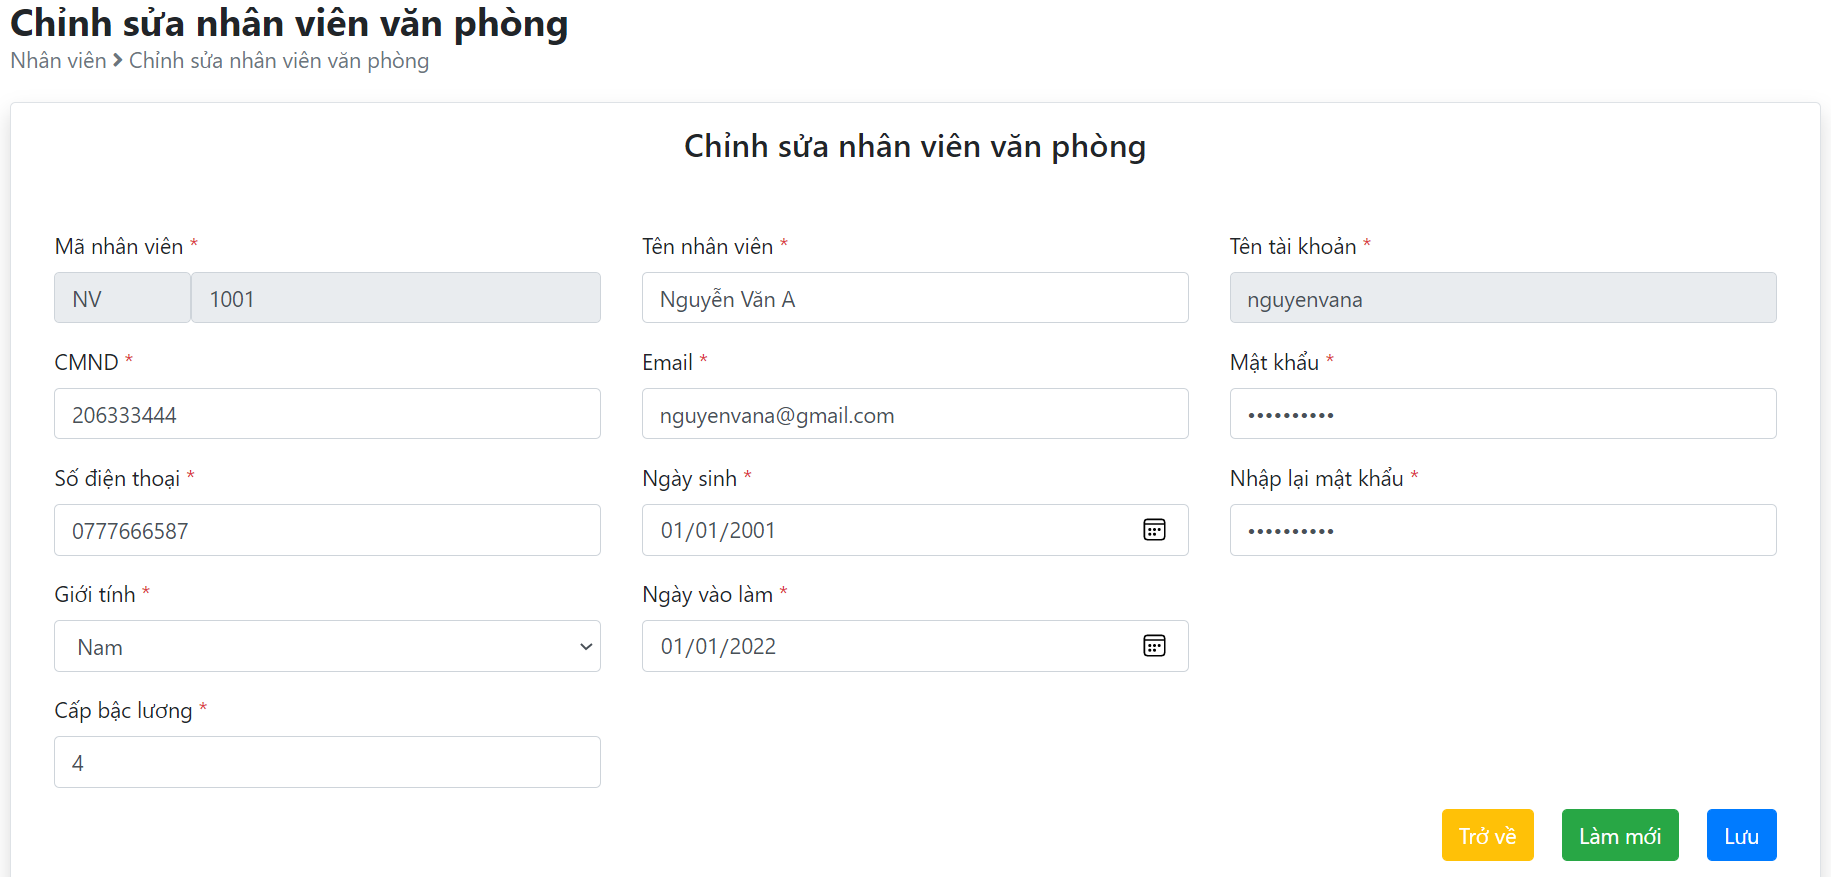 Chỉnh sửa nhân viên văn phòng
Nhân viên > Chỉnh sửa nhân viên văn phòng
Chỉnh sửa nhân viên văn phòng
Mã nhân viên * Tên nhân viên * Tên tài khoản *
NV 1001 Nguyễn Văn A nguyenvana
CMND * Email * Mật khẩu *
206333444 nguyenvana@gmail.com ••••••••••
Số điện thoại * Ngày sinh * Nhập lại mật khẩu *
0777666587 01/01/2001 ••••••••••
Giới tính * Ngày vào làm *
Nam 01/01/2022
Cấp bậc lương *
4
Trở về Làm mới Lưu